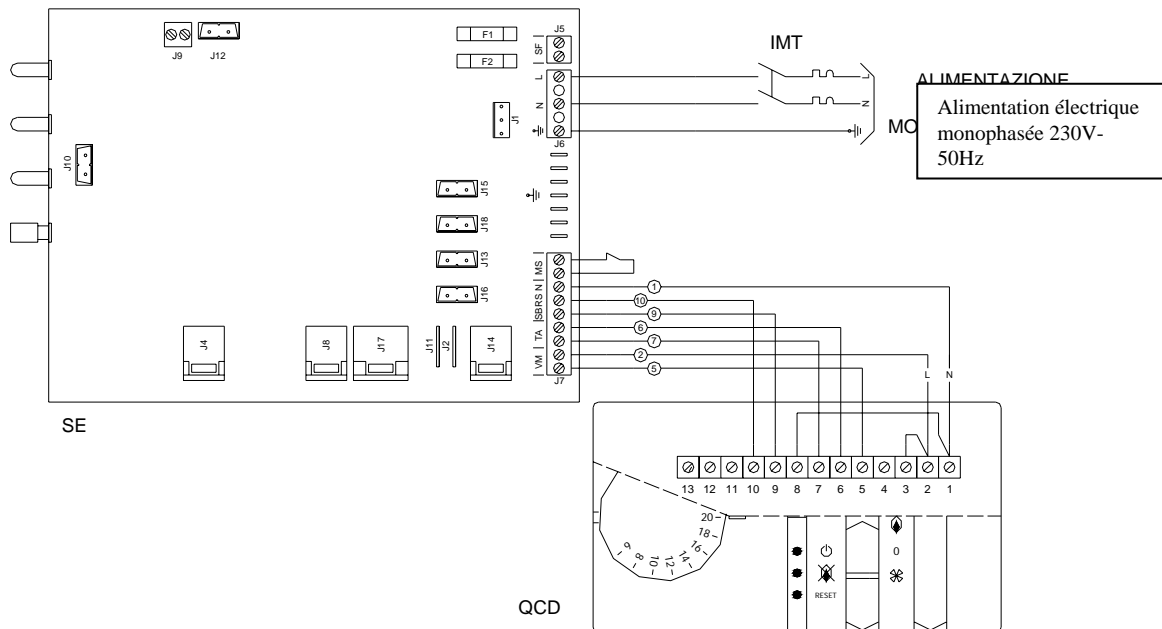 J9
J12
F1
F2
J5
SF
L
N
J6
J1
IMT
L
N
ALIMENTAZIONE
MO
Alimentation électrique
monophasée 230V-
50Hz
J10
J15
J18
J13
J16
MS
N
RS
SB
TA
VM
J7
1
10
9
6
7
2
5
J4
J8
J17
J11
J2
J14
L N
SE
13 12 11 10 9 8 7 6 5 4 3 2 1
20
18
16
14
12
10
8
6
0
RESET
QCD